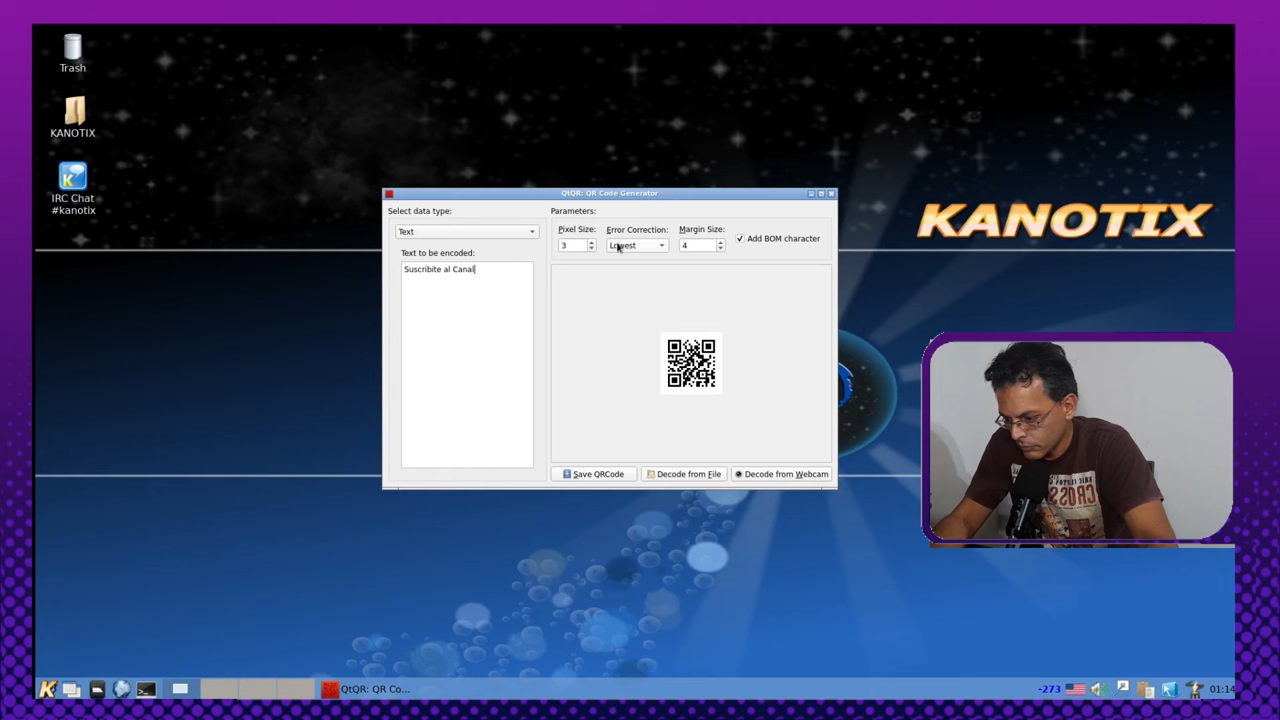 Trash
KANOTIX
IRC Chat
#kanotix
KANOTIX
QtQR: QR Code Generator
Select data type:
Text
Text to be encoded:
Suscribite al Canal
Parameters:
Pixel Size:
Error Correction:
Margin Size:
3
Lowest
4
Add BOM character
Save QRCode
Decode from File
Decode from Webcam
QtQR: QR Co...
-273
01:14